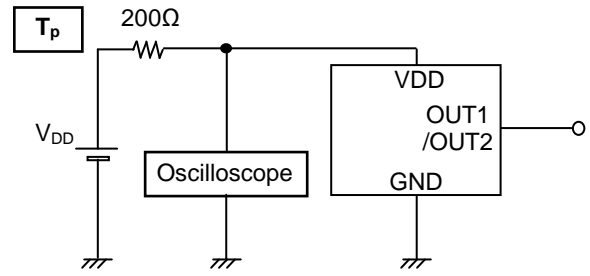 Tp
200Ω
VDD
Oscilloscope
VDD
OUT1
/OUT2
GND